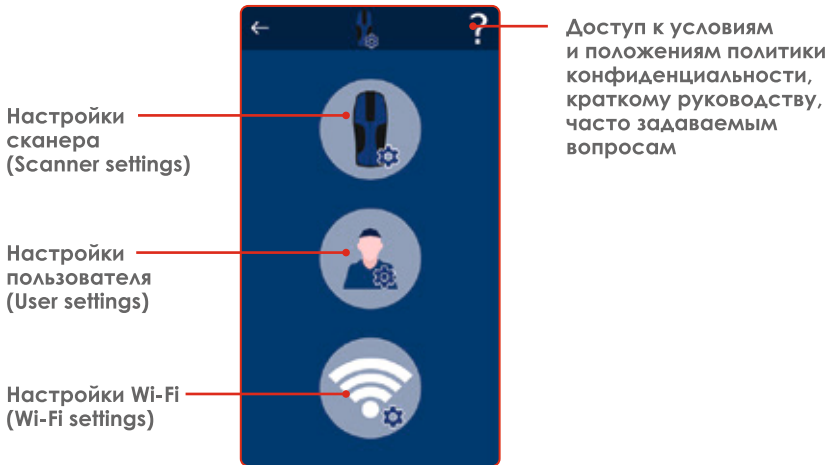 ?
Доступ к условиям
и положениям политики
конфиденциальности,
краткому руководству,
часто задаваемым
вопросам
Настройки
сканера
(Scanner settings)
Настройки
пользователя
(User settings)
Настройки Wi-Fi
(Wi-Fi settings)